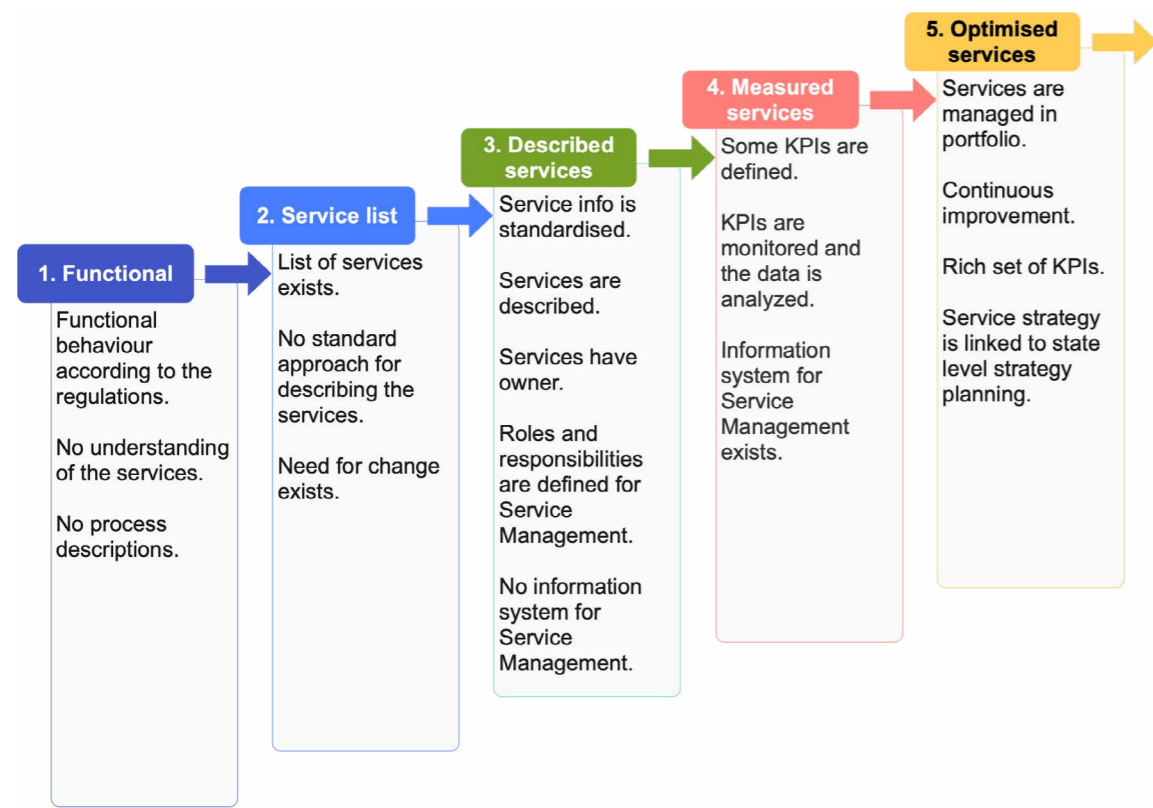 1. Functional
Functional
behaviour
according to the
regulations.
No understanding
of the services.
No process
descriptions.
2. Service list
List of services
exists.
No standard
approach for
describing the
services.
Need for change
exists.
3. Described
services
Service info is
standardised.
Services are
described.
Services have
owner.
Roles and
responsibilities
are defined for
Service
Management.
No information
system for
Service
Management.
4. Measured
services
Some KPIs are
defined.
KPIs are
monitored and
the data is
analyzed.
Information
system for
Service
Management
exists.
5. Optimised
services
Services are
managed in
portfolio.
Continuous
improvement.
Rich set of KPIs.
Service strategy
is linked to state
level strategy
planning.